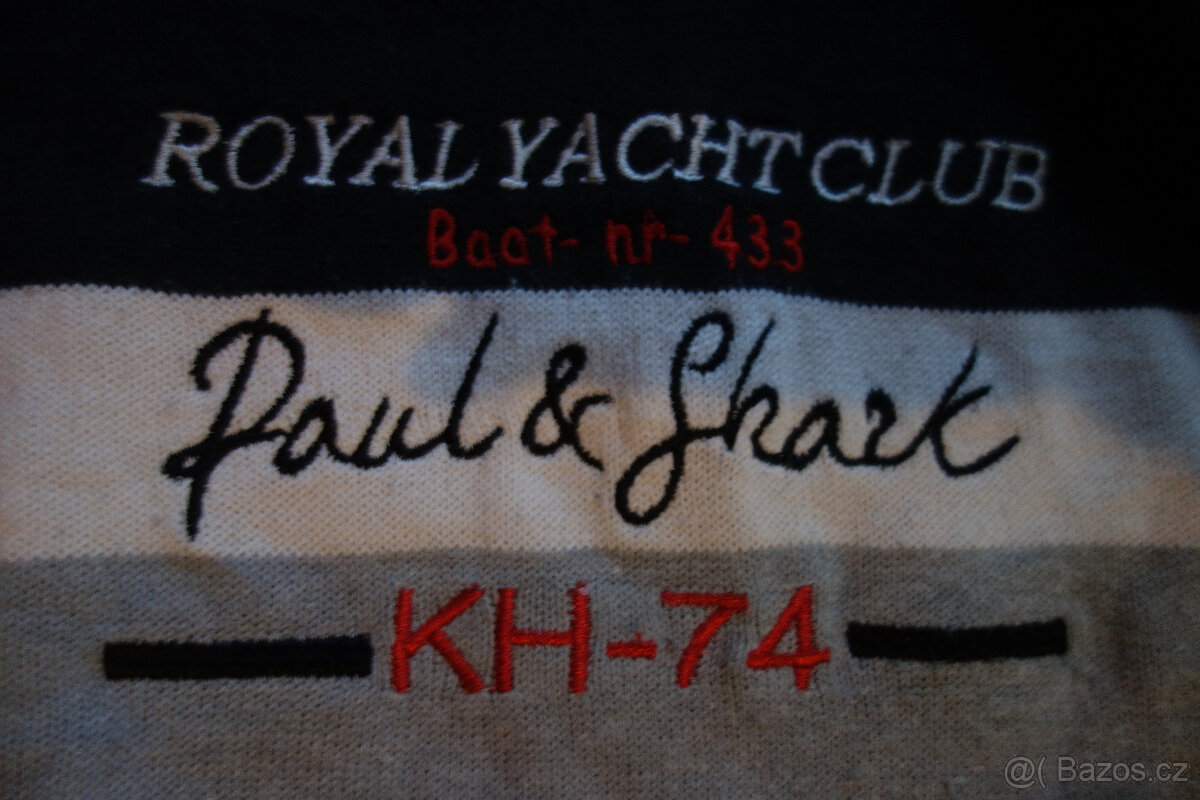 ROYAL YACHT CLUB
Baat- nr- 433
Paul & Shark
KH-74
@( Bazos.cz